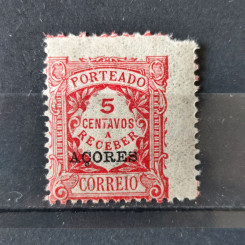 PORTEADO
5
CENTAVOS
A
RECEBER
AÇORES
CORREIO